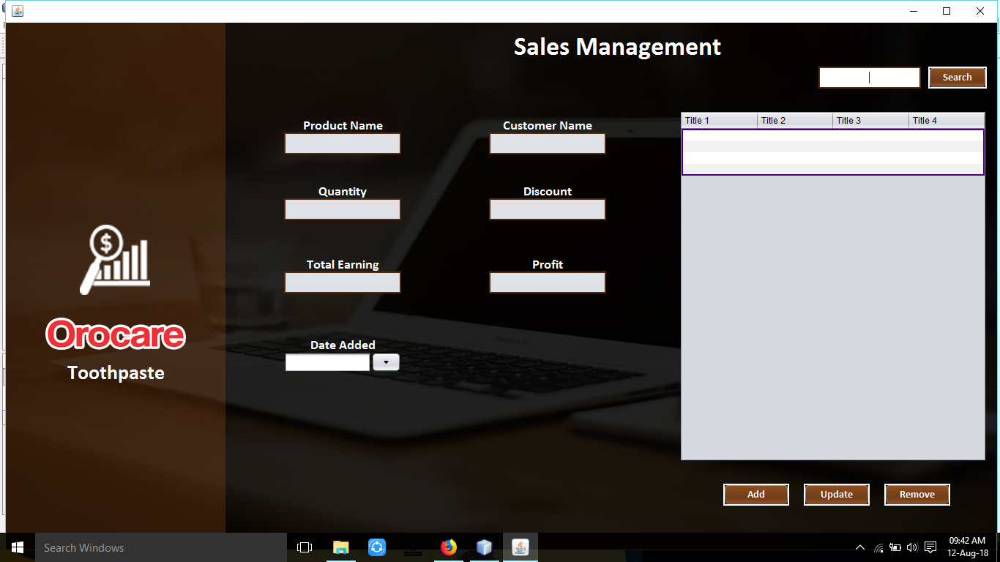 Sales Management
Search
Product Name
Customer Name
Title 1 Title 2 Title 3 Title 4
Quantity
Discount
Total Earning
Profit
$
Orocare
Toothpaste
Date Added
Add
Update
Remove
Search Windows
09:42 AM
12-Aug-18